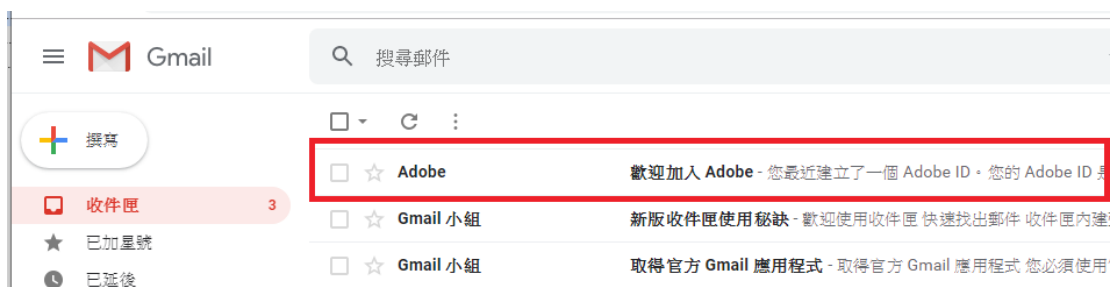 Gmail
搜尋郵件
撰寫
Adobe 歡迎加入 Adobe - 您最近建立了一個 Adobe ID。您的 Adobe ID
收件匣 3
Gmail 小組 新版收件匣使用秘訣 - 歡迎使用收件匣 快速找出郵件 收件匣內建
已加星號
Gmail 小組 取得官方 Gmail 應用程式 - 取得官方 Gmail 應用程式 您必須使用
已延後